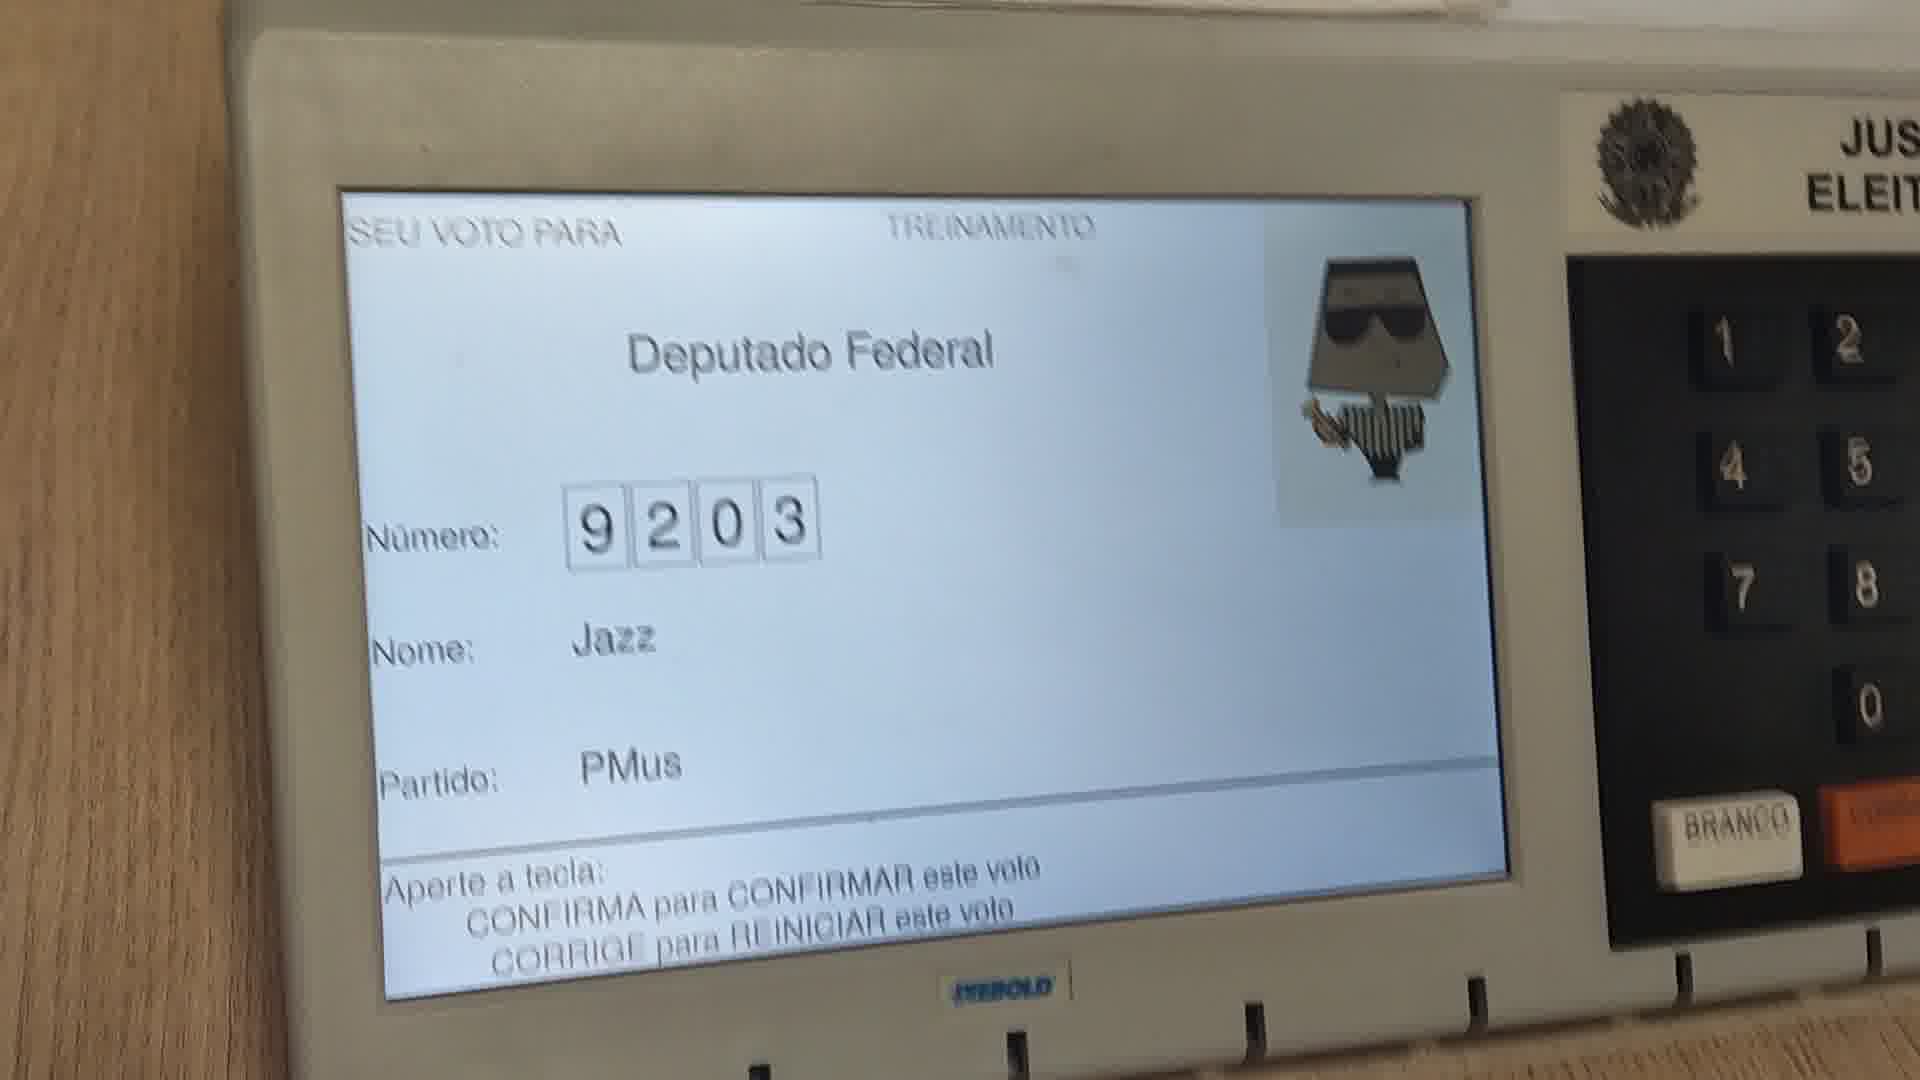 SEU VOTO PARA
TREINAMENTO
Deputado Federal
Número: 9203
Nome: Jazz
Partido: PMus
Aperte a tecla:
CONFIRMA para CONFIRMAR este voto
CORRIGE para REINICIAR este voto
DIEBOLD
JUS
ELEIT
1 2
4 5
7 8
0
BRANCO